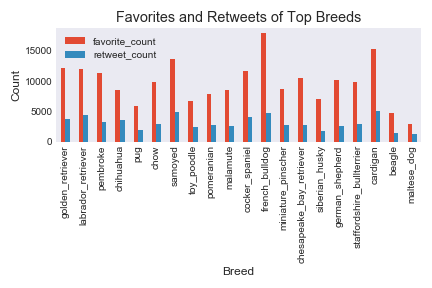 Favorites and Retweets of Top Breeds
favorite_count
retweet_count
Count
15000
10000
5000
0
golden_retriever
labrador_retriever
pembroke
chihuahua
pug
chow
samoyed
toy_poodle
pomeranian
malamute
cocker_spaniel
french_bulldog
miniature_pinscher
chesapeake_bay_retriever
siberian_husky
german_shepherd
staffordshire_bullterrier
cardigan
beagle
maltese_dog
Breed